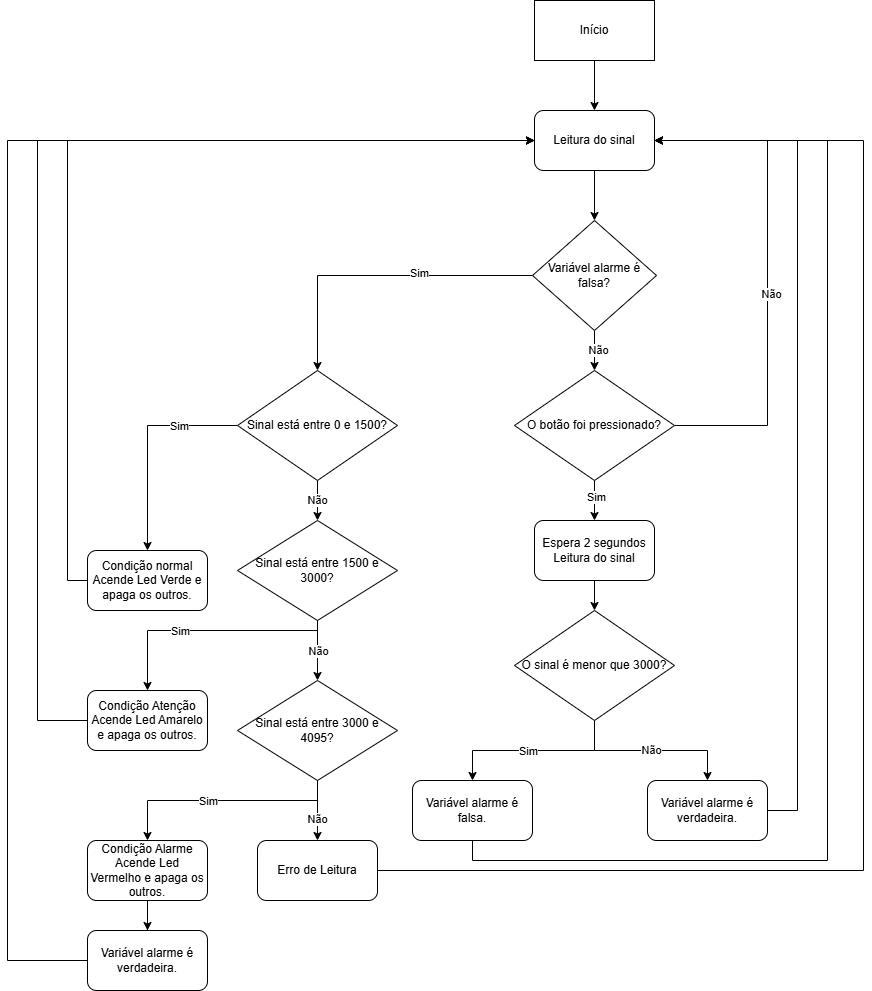 Início
Leitura do sinal
Variável alarme é
falsa?
Sim
Não
Não
Sinal está entre 0 e 1500?
O botão foi pressionado?
Sim
Não
Sim
Espera 2 segundos
Leitura do sinal
Condição normal
Acende Led Verde e
apaga os outros.
Sinal está entre 1500 e
3000?
Sim
Não
O sinal é menor que 3000?
Condição Atenção
Acende Led Amarelo
e apaga os outros.
Sinal está entre 3000 e
4095?
Sim
Não
Sim
Não
Variável alarme é
falsa.
Variável alarme é
verdadeira.
Condição Alarme
Acende Led
Vermelho e apaga os
outros.
Erro de Leitura
Variável alarme é
verdadeira.